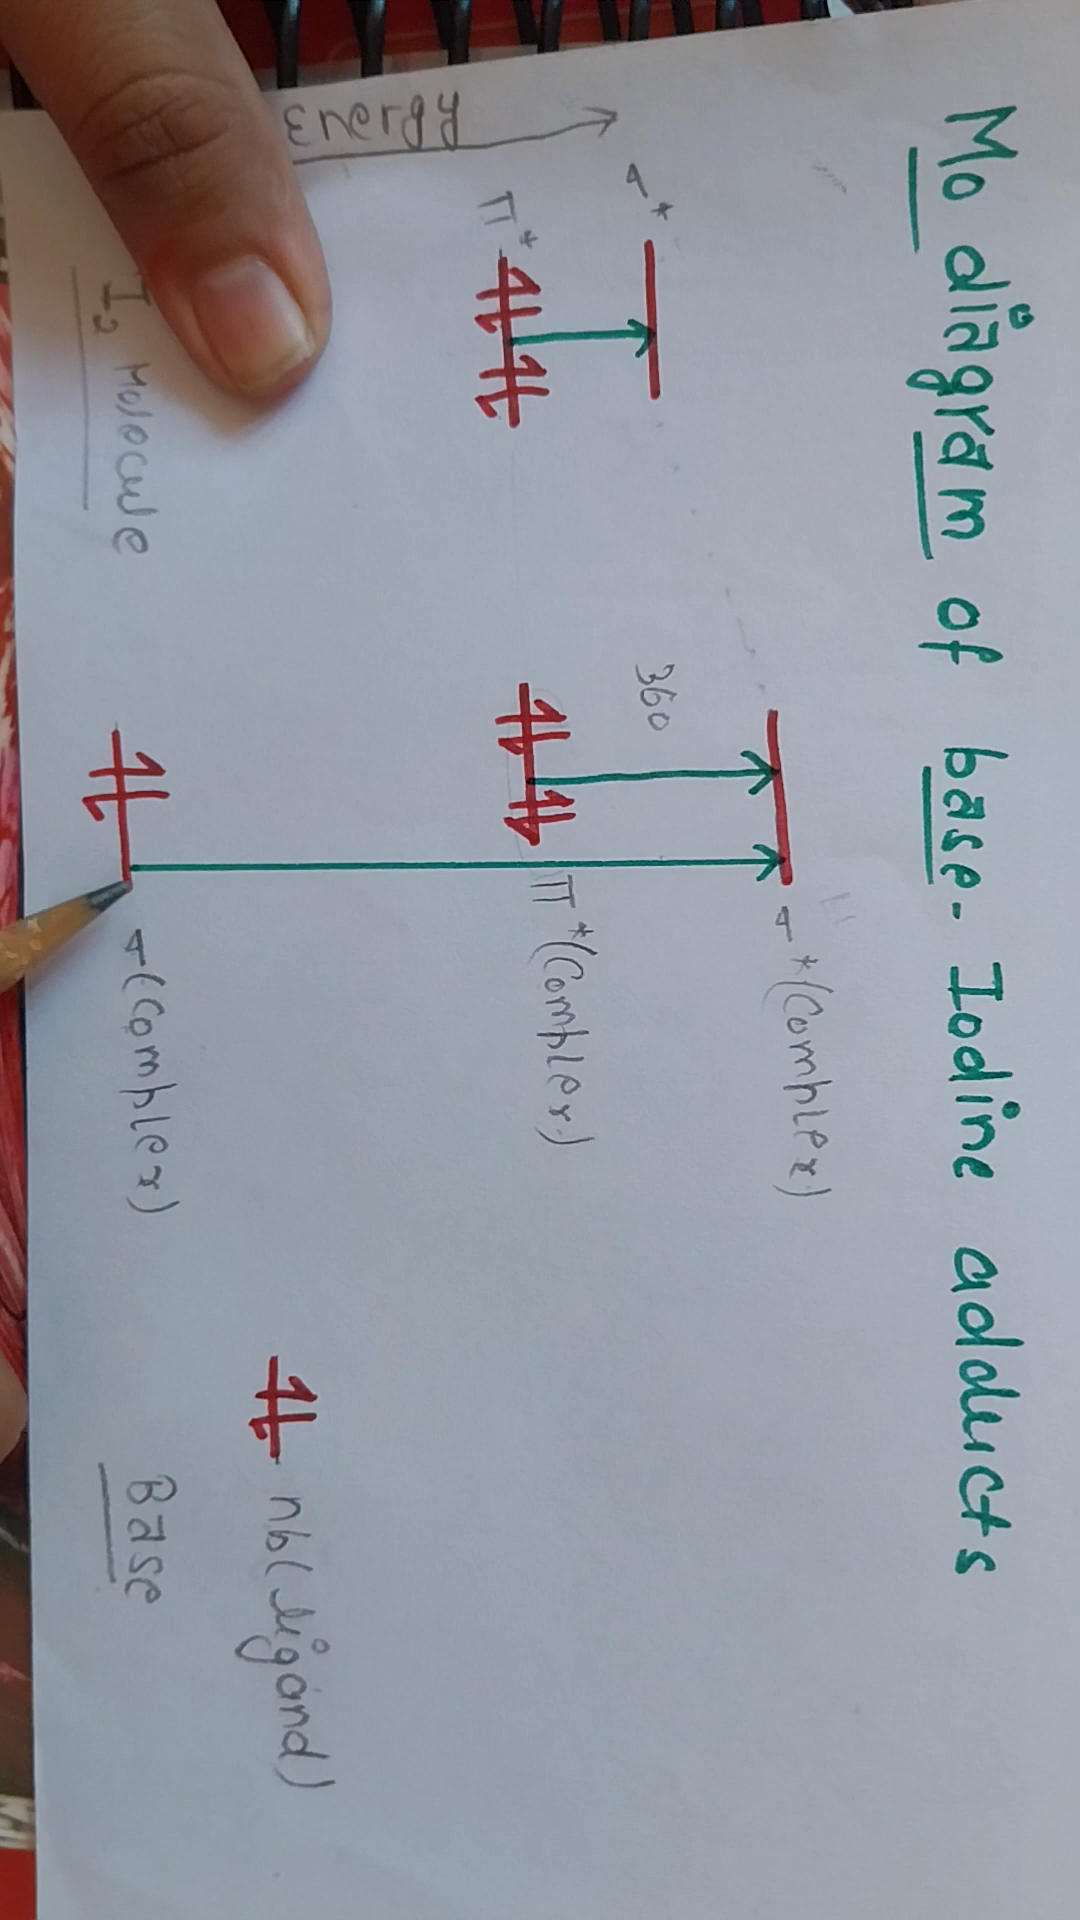 Mo diagram of base-Iodine adducts
Energy
σ*
σ*(Complex)
360
π*
π*(Complex)
nb(ligand)
σ(Complex)
I₂ Molecule
Base